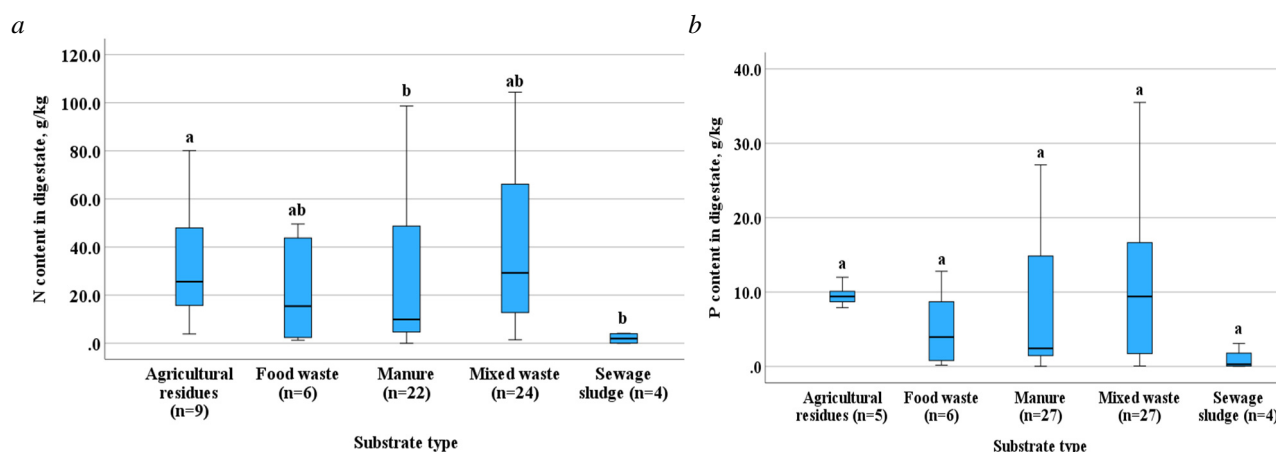 a
N content in digestate, g/kg
120.0
100.0
80.0
60.0
40.0
20.0
.0
a
ab
b
ab
b
Agricultural
residues
(n=9)
Food waste
(n=6)
Manure
(n=22)
Mixed waste
(n=24)
Sewage
sludge (n=4)
Substrate type
b
P content in digestate, g/kg
40.0
30.0
20.0
10.0
.0
a
a
a
a
a
Agricultural
residues (n=5)
Food waste
(n=6)
Manure
(n=27)
Mixed waste
(n=27)
Sewage
sludge (n=4)
Substrate type